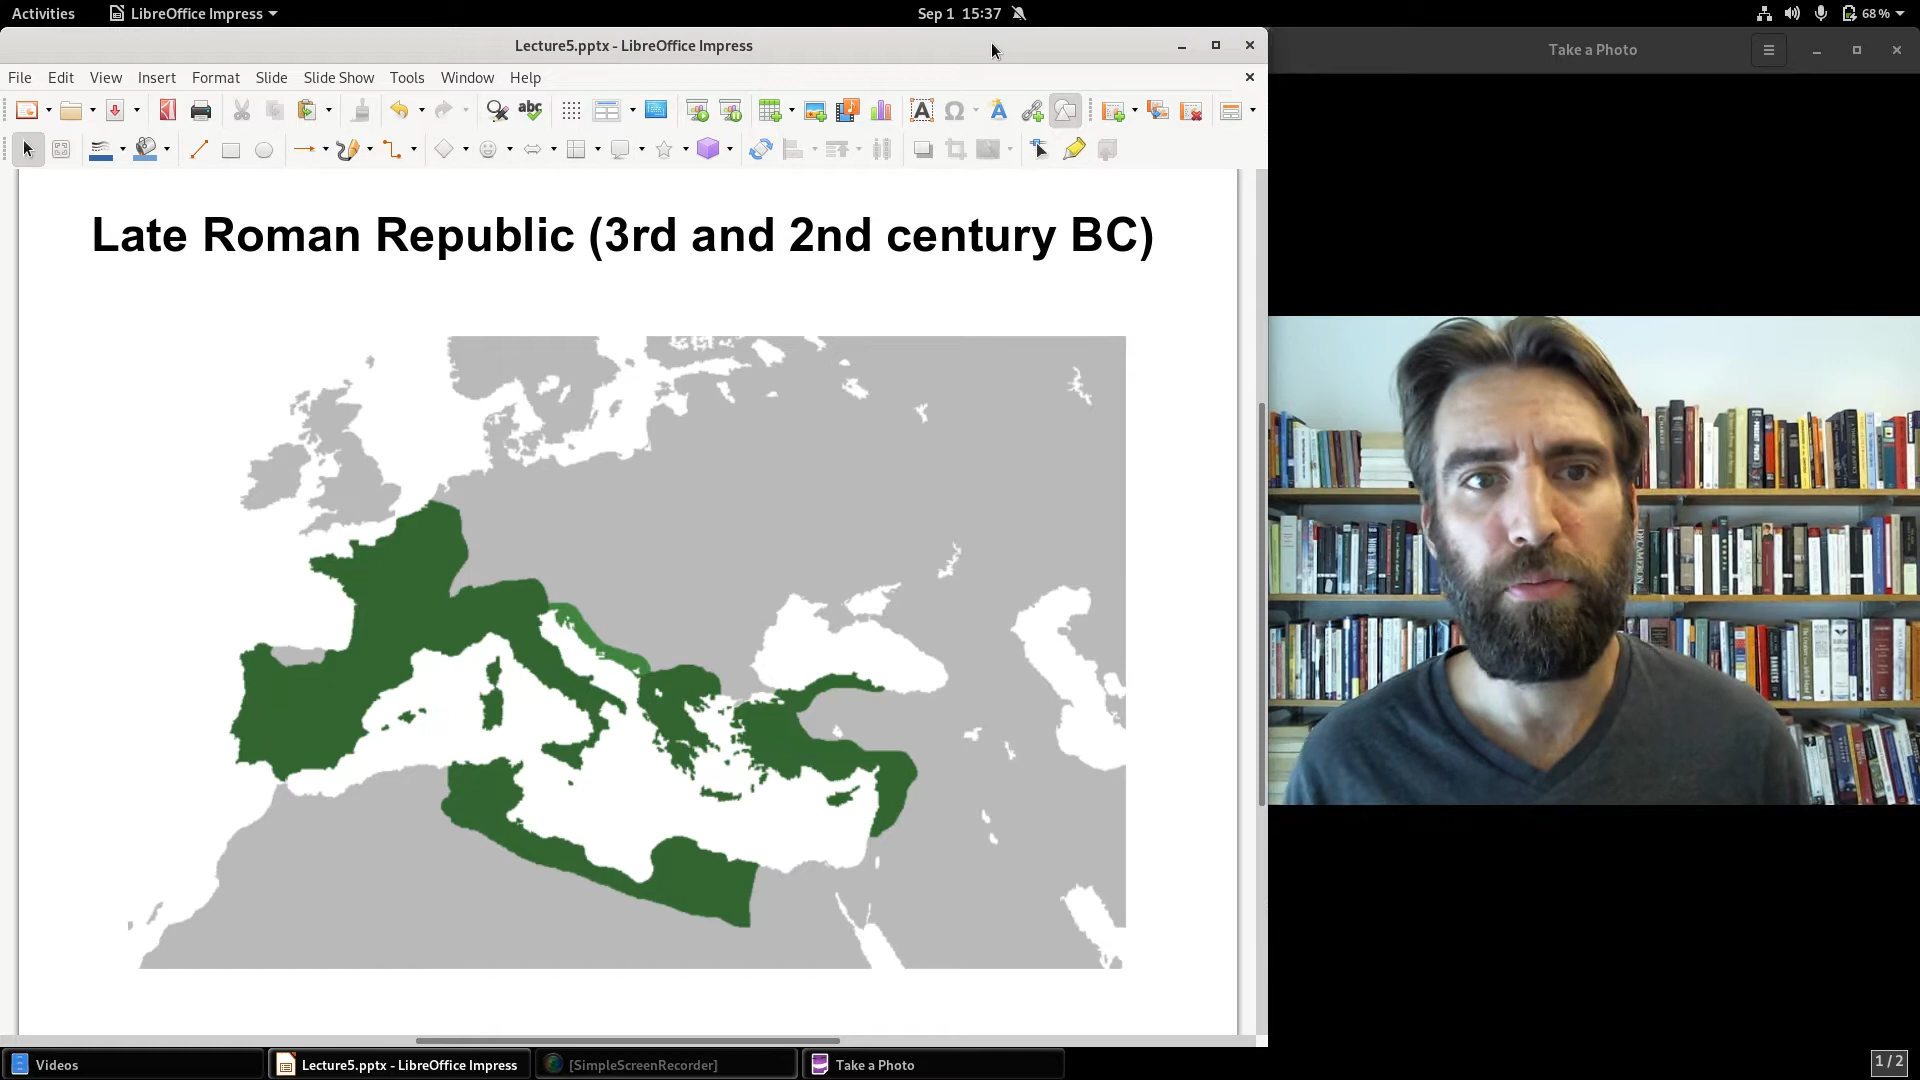 Activities LibreOffice Impress Sep 1 15:37 68 %
Lecture5.pptx - LibreOffice Impress
Take a Photo
File Edit View Insert Format Slide Slide Show Tools Window Help
abc
Late Roman Republic (3rd and 2nd century BC)
Videos
Lecture5.pptx - LibreOffice Impress
[SimpleScreenRecorder]
Take a Photo
1 / 2